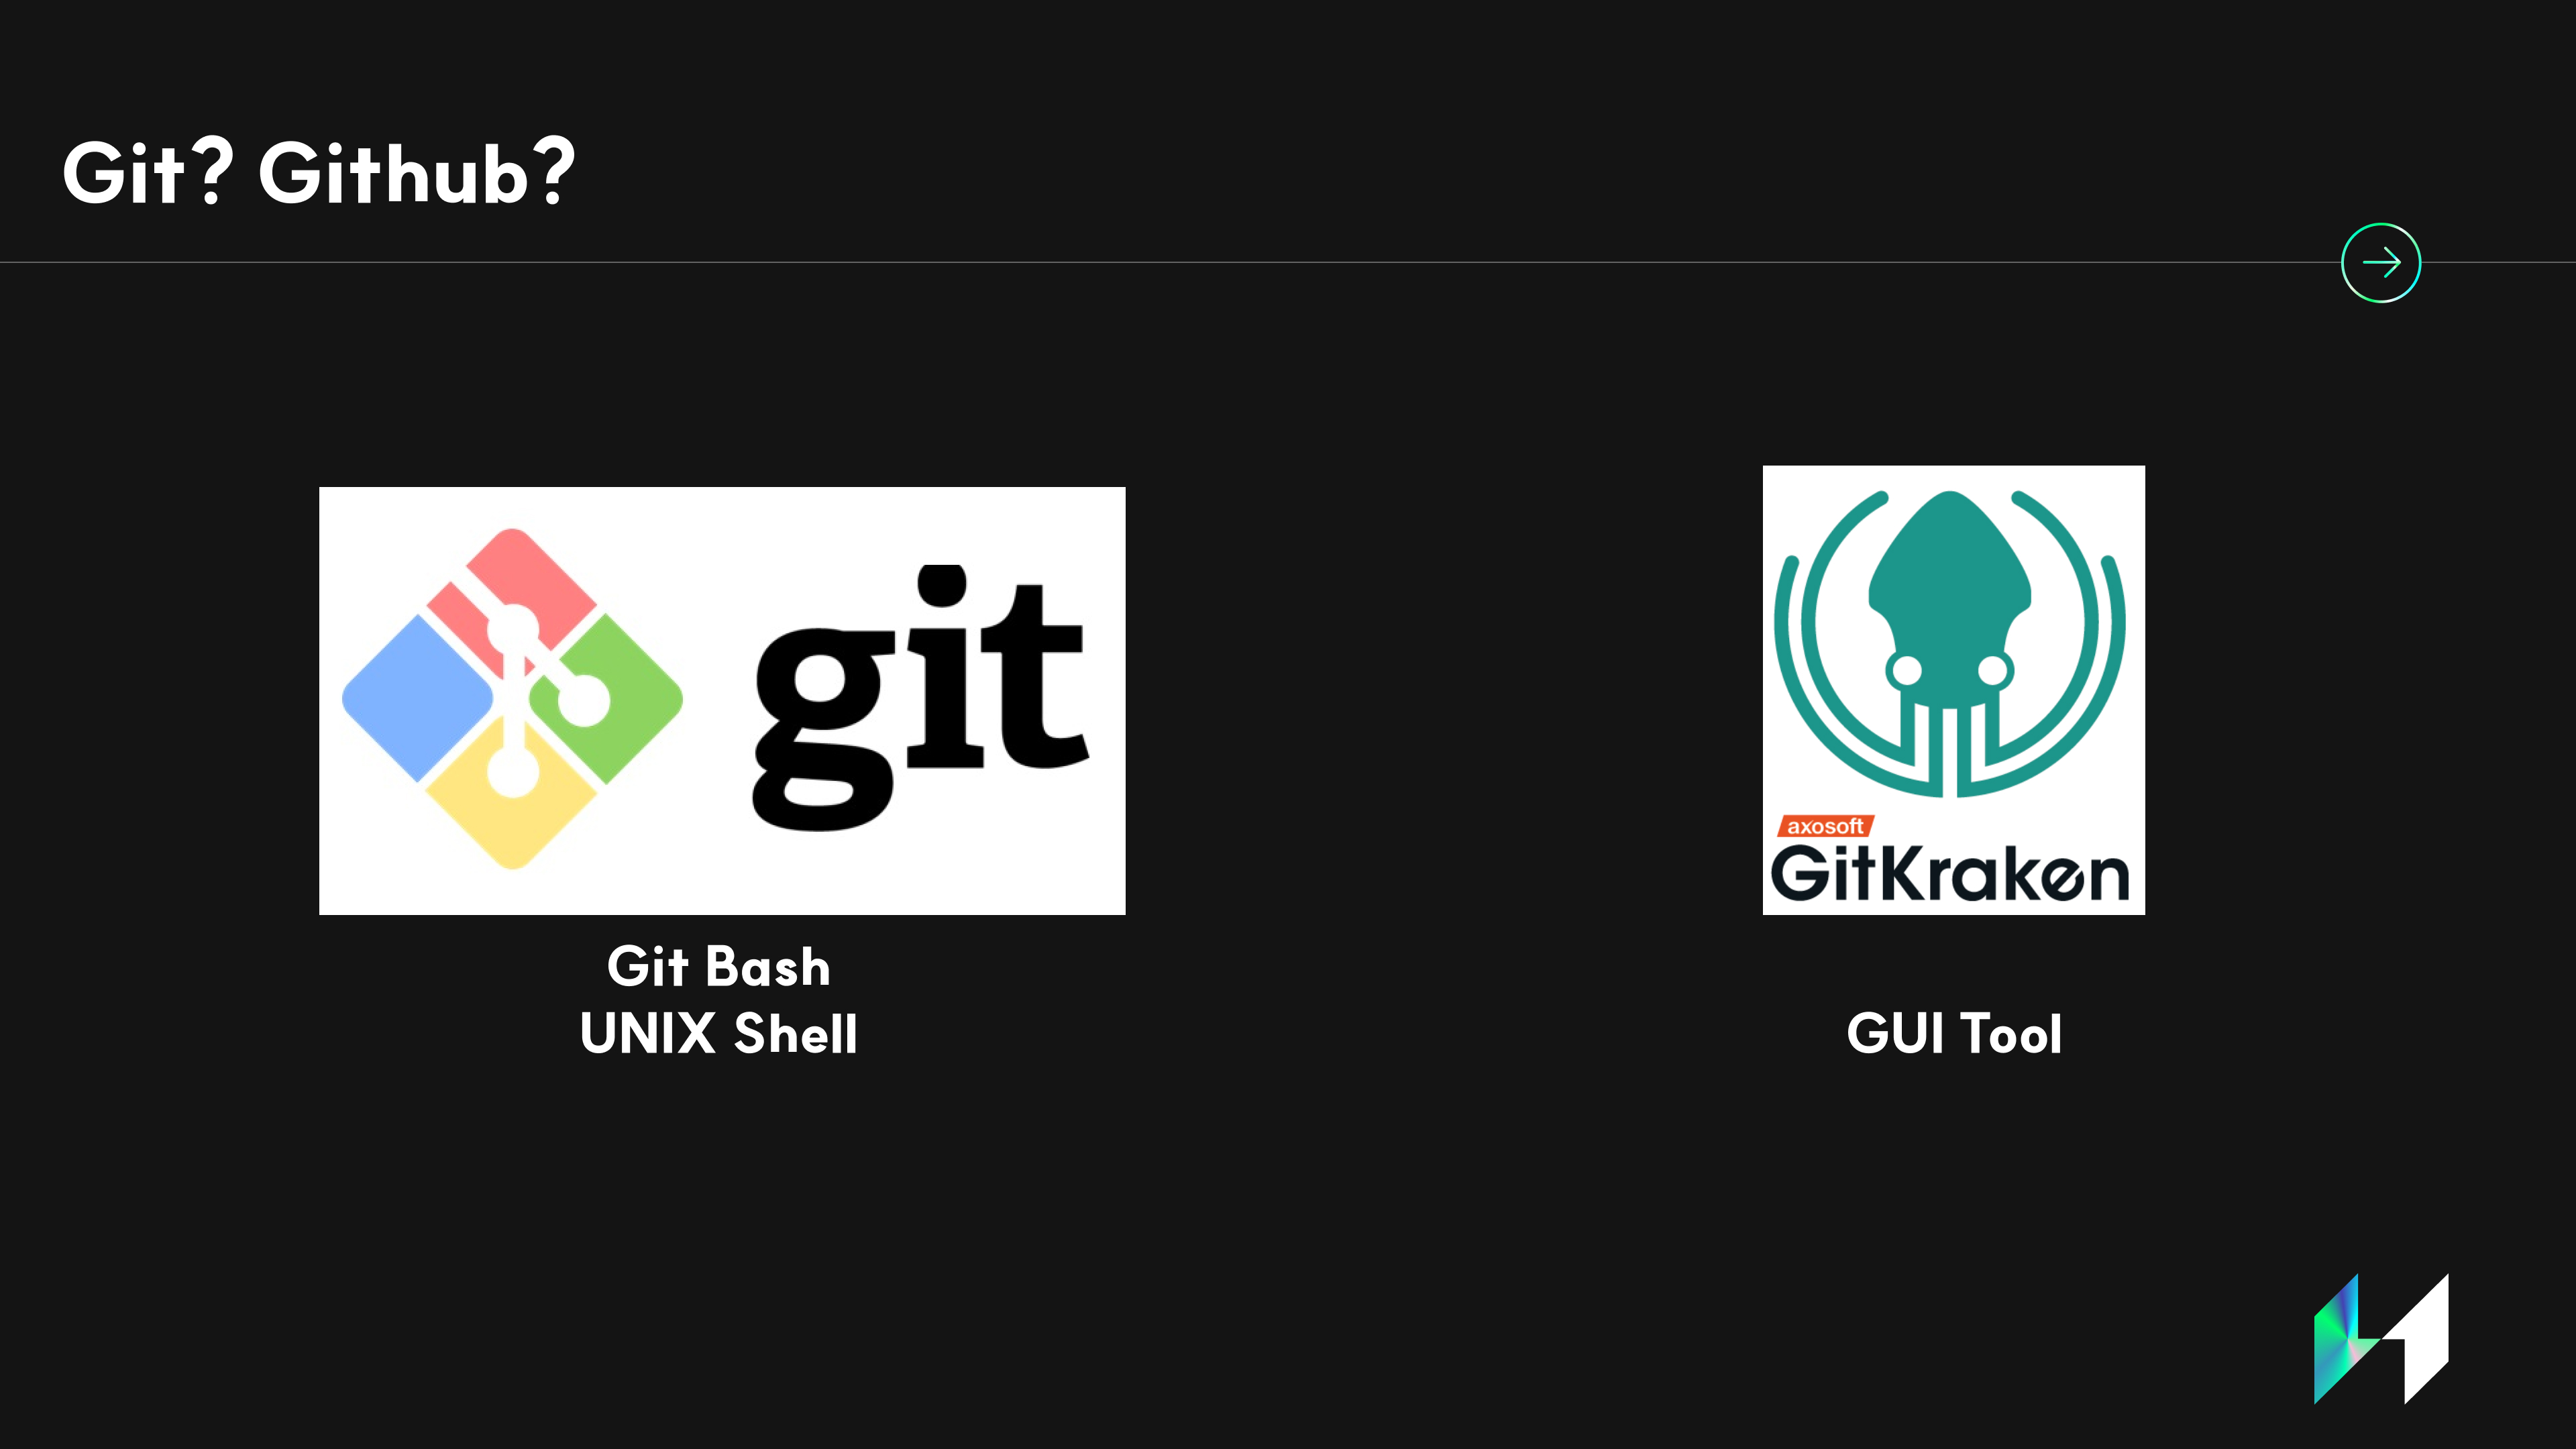 Git? Github?
git
axosoft
GitKraken
Git Bash
UNIX Shell
GUI Tool